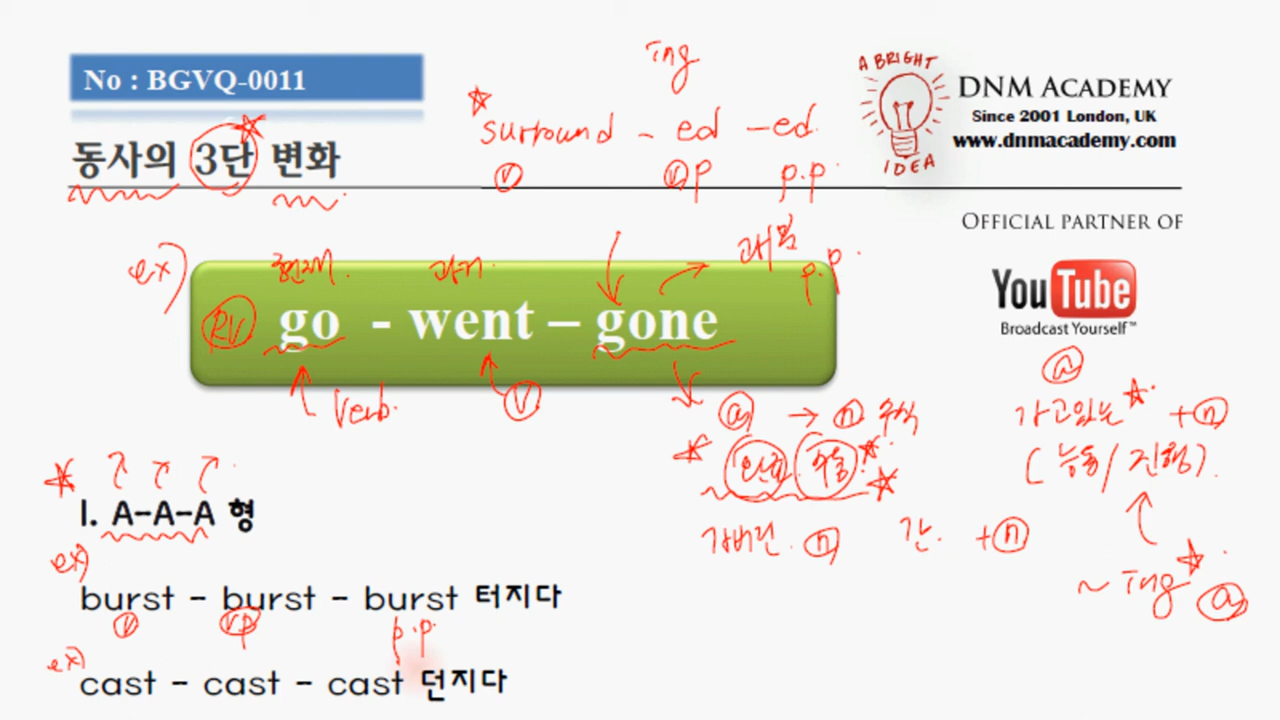 No : BGVQ-0011
ing
surround - ed - ed
동사의 3단 변화
v
v p
p.p
A BRIGHT
IDEA
DNM ACADEMY
Since 2001 London, UK
www.dnmacademy.com
OFFICIAL PARTNER OF
YouTube
Broadcast Yourself™
ex)
현재
과거
과분
p.p
RV
go - went – gone
Verb
V
a → n 수식
완료 수동
가버린 n
간 + n
a
가고있는 + n
(능동/진행)
~ing a
I. A-A-A 형
ex)
burst - burst - burst 터지다
v
vp
p.p
ex)
cast - cast - cast 던지다